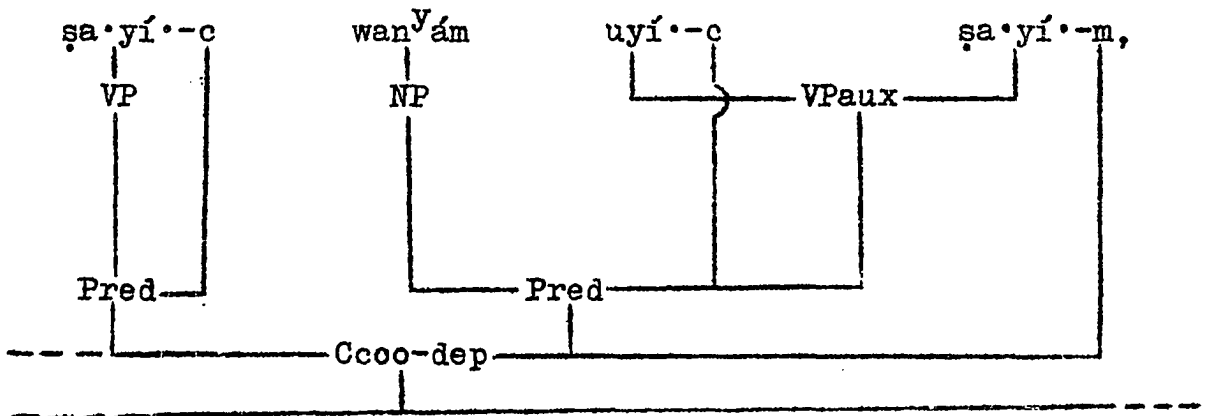 ṣa·yí·-c wanʸám uyí·-c ṣa·yí·-m,
VP NP VPaux
Pred Pred
Ccoo-dep